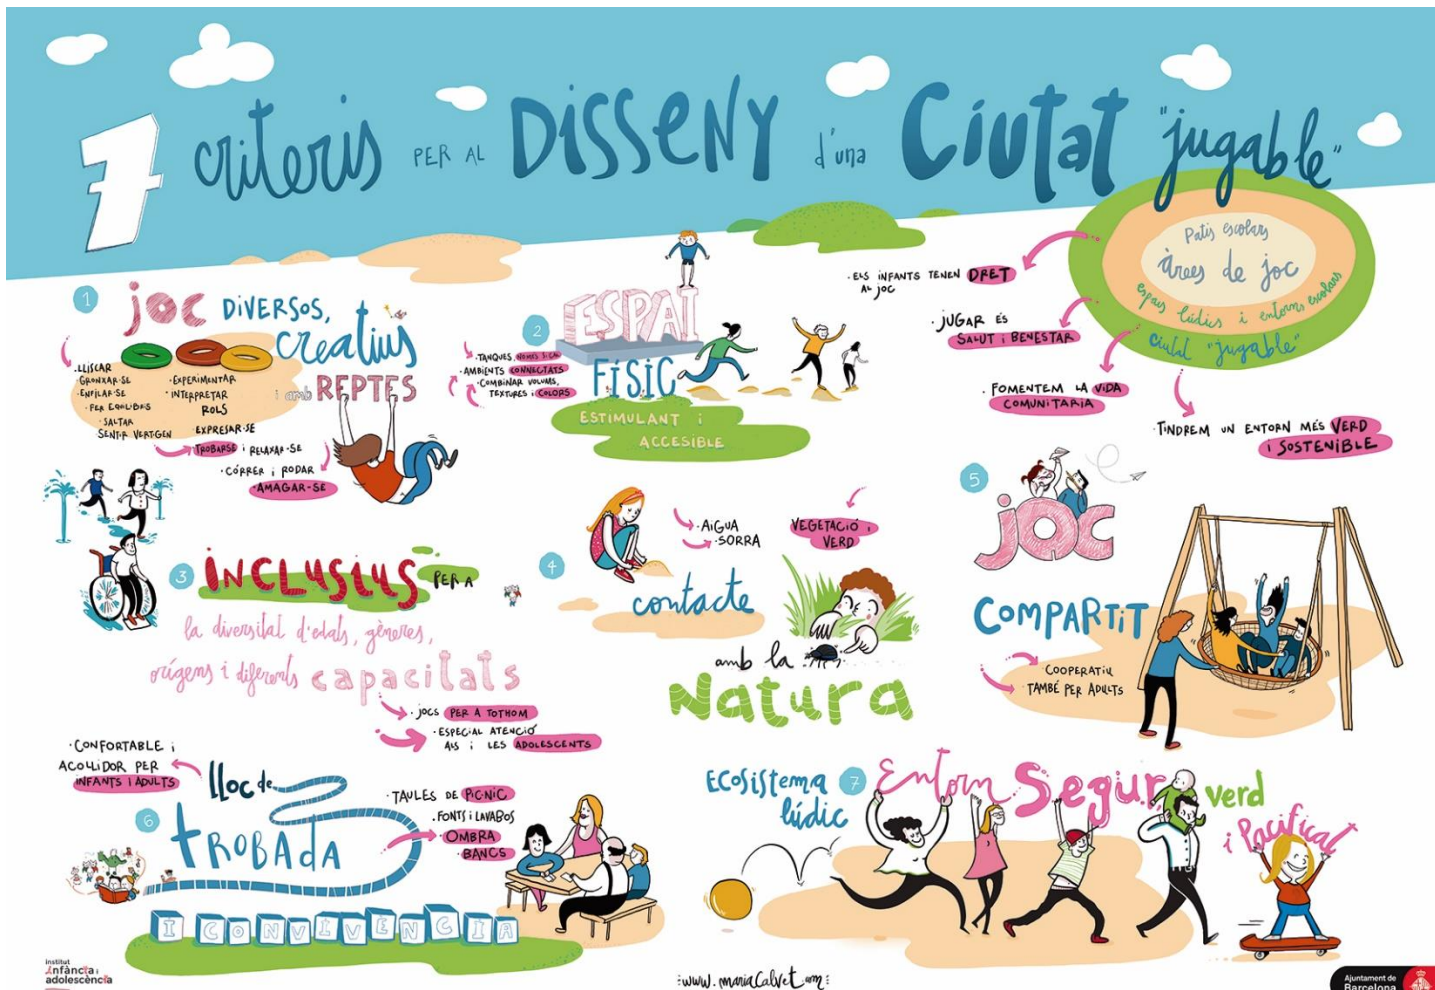 7 criteris PER AL DISSENY d'una Ciutat "jugable"
Patis escolars
àrees de joc
espais lúdics i entorns escolars
Ciutat "jugable"
· ELS INFANTS TENEN DRET
AL JOC
· JUGAR ÉS
SALUT i BENESTAR
· FOMENTEM LA VIDA
COMUNITÀRIA
· TINDREM UN ENTORN MÉS VERD
i SOSTENIBLE
1
joc DIVERSOS,
Creatius
i amb REPTES
· LLISCAR
GRONXAR-SE
· ENFILAR-SE
· FER EQUILIBRIS
· SALTAR
SENTIR VERTIGEN
· EXPERIMENTAR
· INTERPRETAR
ROLS
· EXPRESAR-SE
· TROBARSE i RELAXAR-SE
· CÓRRER i RODAR
· AMAGAR-SE
2
ESPAI
FÍSIC
ESTIMULANT i
ACCESIBLE
· TANQUES, NOMÉS SI CAL
· AMBIENTS CONNECTATS
· COMBINAR VOLUMS,
TEXTURES i COLORS
3
INCLUSIUS PER A
la diversitat d'edats, gèneres,
orígens i diferents capacitats
· JOCS PER A TOTHOM
· ESPECIAL ATENCIÓ
ALS i LES ADOLESCENTS
4
contacte
amb la
Natura
· AIGUA
· SORRA
VEGETACIÓ i
VERD
5
joc
COMPARTIT
COOPERATIU
· TAMBÉ PER ADULTS
6
lloc de
TROBADA
I CONVIVÈNCIA
· CONFORTABLE i
ACOLLIDOR PER
INFANTS I ADULTS
· TAULES DE PICNIC
· FONTS i LAVABOS
· OMBRA
· BANCS
7
ECOSISTEMA
lúdic
Entorn Segur verd
i Pacificat
institut
infància i
adolescència
www.mariaCalvet.com
Ajuntament de
Barcelona